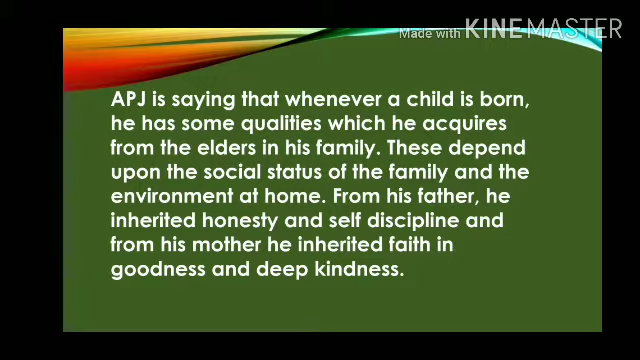 Made with KINEMASTER
APJ is saying that whenever a child is born,
he has some qualities which he acquires
from the elders in his family. These depend
upon the social status of the family and the
environment at home. From his father, he
inherited honesty and self discipline and
from his mother he inherited faith in
goodness and deep kindness.